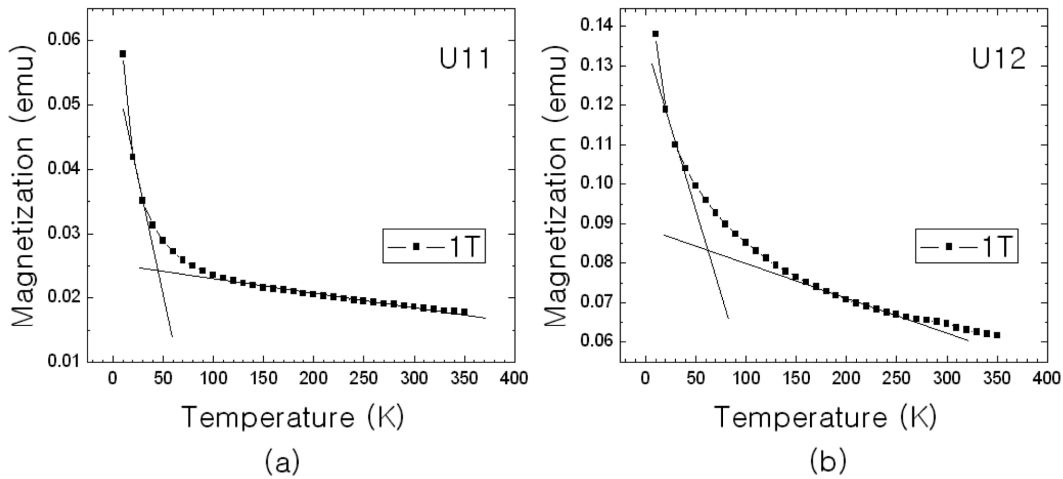 U11
Magnetization (emu)
0.06
0.05
0.04
0.03
0.02
0.01
1T
0 50 100 150 200 250 300 350 400
Temperature (K)
(a)
U12
Magnetization (emu)
0.14
0.13
0.12
0.11
0.10
0.09
0.08
0.07
0.06
1T
0 50 100 150 200 250 300 350 400
Temperature (K)
(b)